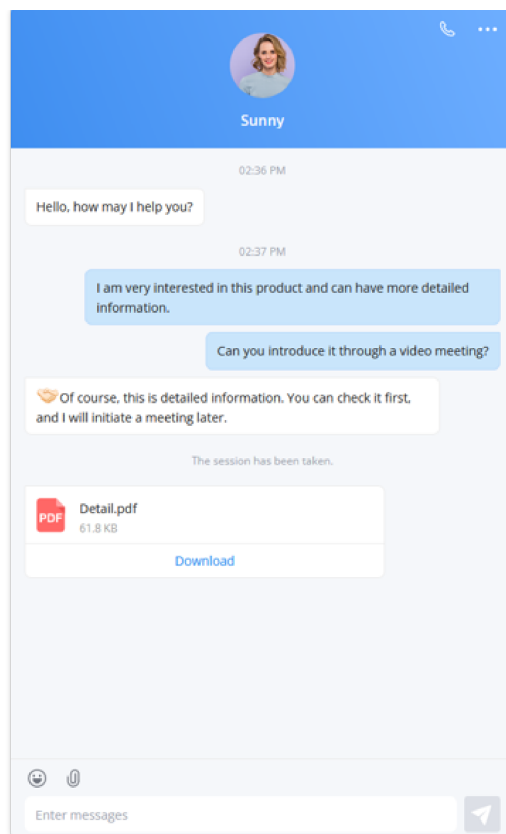 Sunny
02:36 PM
Hello, how may I help you?
02:37 PM
I am very interested in this product and can have more detailed
information.
Can you introduce it through a video meeting?
Of course, this is detailed information. You can check it first,
and I will initiate a meeting later.
The session has been taken.
PDF
Detail.pdf
61.8 KB
Download
Enter messages